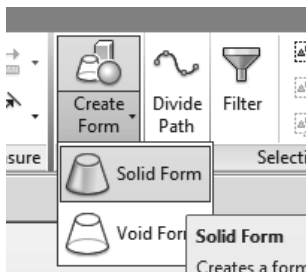 Create Form
Divide Path
Filter
sure
Selecti
Solid Form
Void For
Solid Form
Creates a form